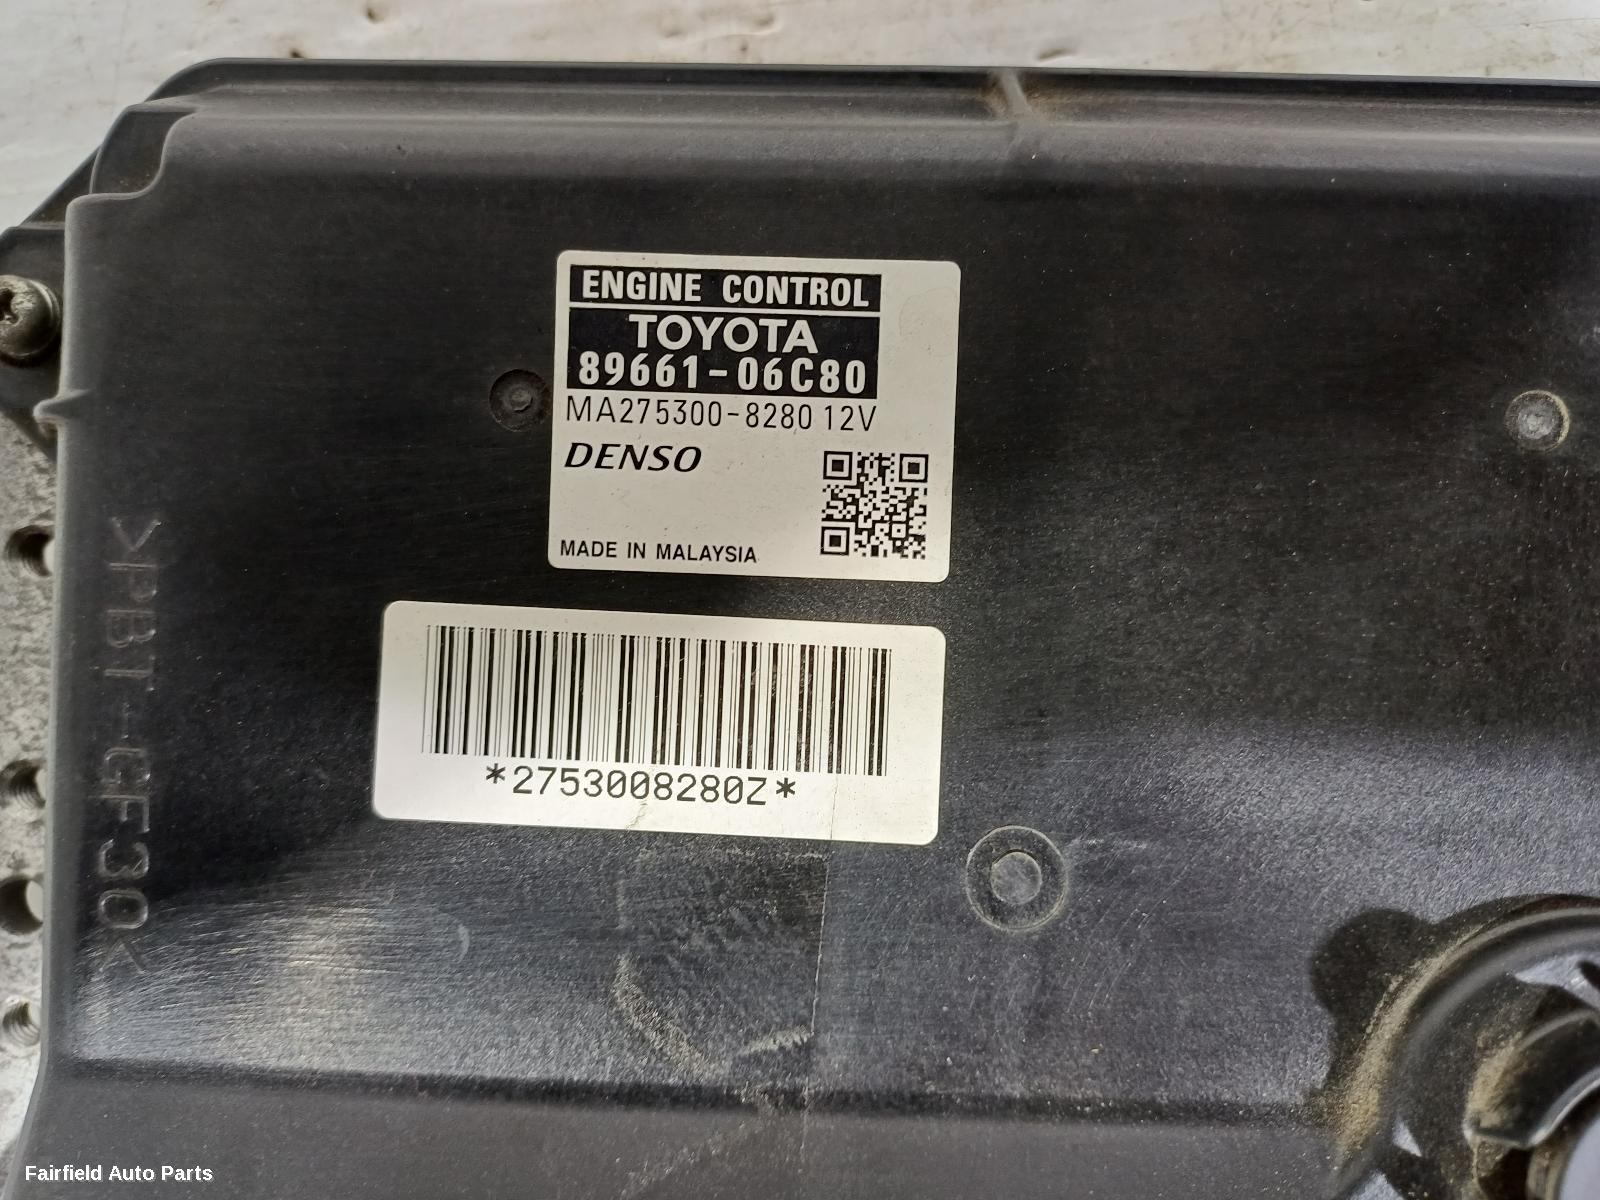 ENGINE CONTROL
TOYOTA
89661-06C80
MA275300-8280 12V
DENSO
MADE IN MALAYSIA
*2753008280Z*
>PBT-GF30<
Fairfield Auto Parts